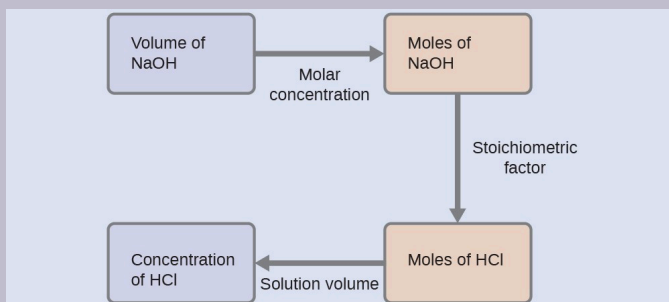 Volume of
NaOH
Molar
concentration
Moles of
NaOH
Stoichiometric
factor
Moles of HCl
Solution volume
Concentration
of HCl